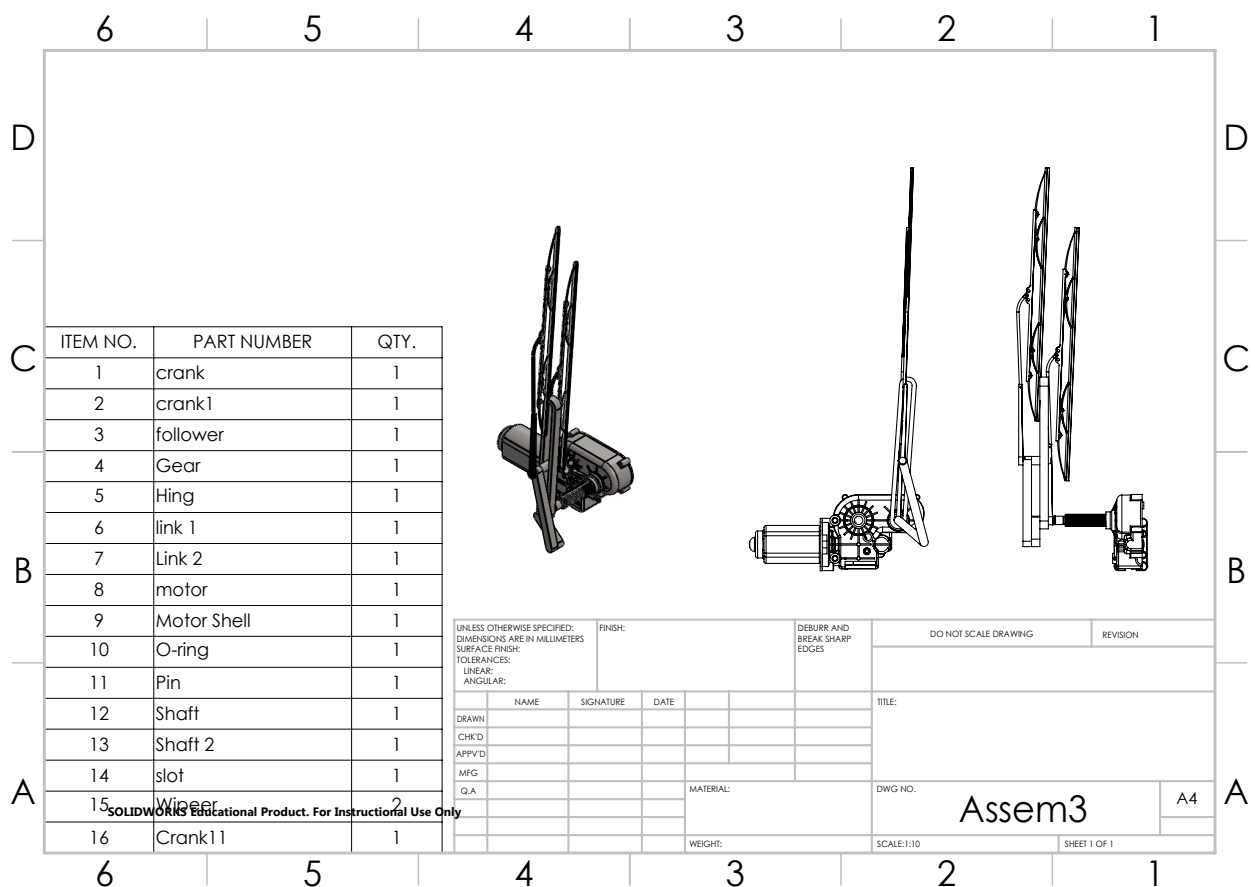 6 5 4 3 2 1
D D
C C
B B
A A
ITEM NO. PART NUMBER QTY.
1 crank 1
2 crank1 1
3 follower 1
4 Gear 1
5 Hing 1
6 link 1 1
7 Link 2 1
8 motor 1
9 Motor Shell 1
10 O-ring 1
11 Pin 1
12 Shaft 1
13 Shaft 2 1
14 slot 1
15 Wipeer 2
SOLIDWORKS Educational Product. For Instructional Use Only
16 Crank11 1
UNLESS OTHERWISE SPECIFIED:
DIMENSIONS ARE IN MILLIMETERS
SURFACE FINISH:
TOLERANCES:
LINEAR:
ANGULAR:
FINISH:
DEBURR AND
BREAK SHARP
EDGES
DO NOT SCALE DRAWING
REVISION
NAME SIGNATURE DATE
DRAWN
CHK'D
APPV'D
MFG
Q.A
TITLE:
MATERIAL:
DWG NO.
Assem3
A4
WEIGHT:
SCALE:1:10
SHEET 1 OF 1
6 5 4 3 2 1